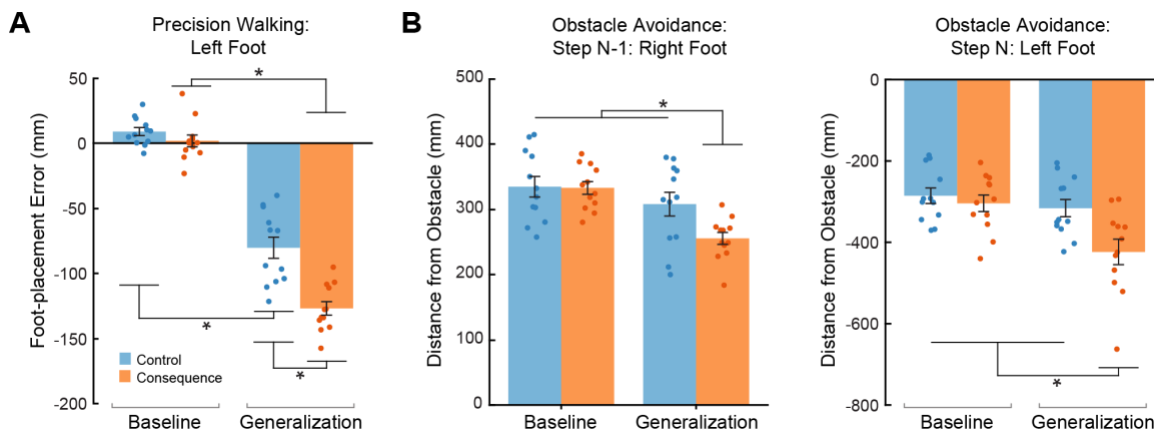 A
Precision Walking:
Left Foot
Foot-placement Error (mm)
50
0
-50
-100
-150
-200
*
*
*
Control
Consequence
Baseline
Generalization
B
Obstacle Avoidance:
Step N-1: Right Foot
Distance from Obstacle (mm)
500
400
300
200
100
0
*
Baseline
Generalization
Obstacle Avoidance:
Step N: Left Foot
Distance from Obstacle (mm)
0
-200
-400
-600
-800
*
Baseline
Generalization